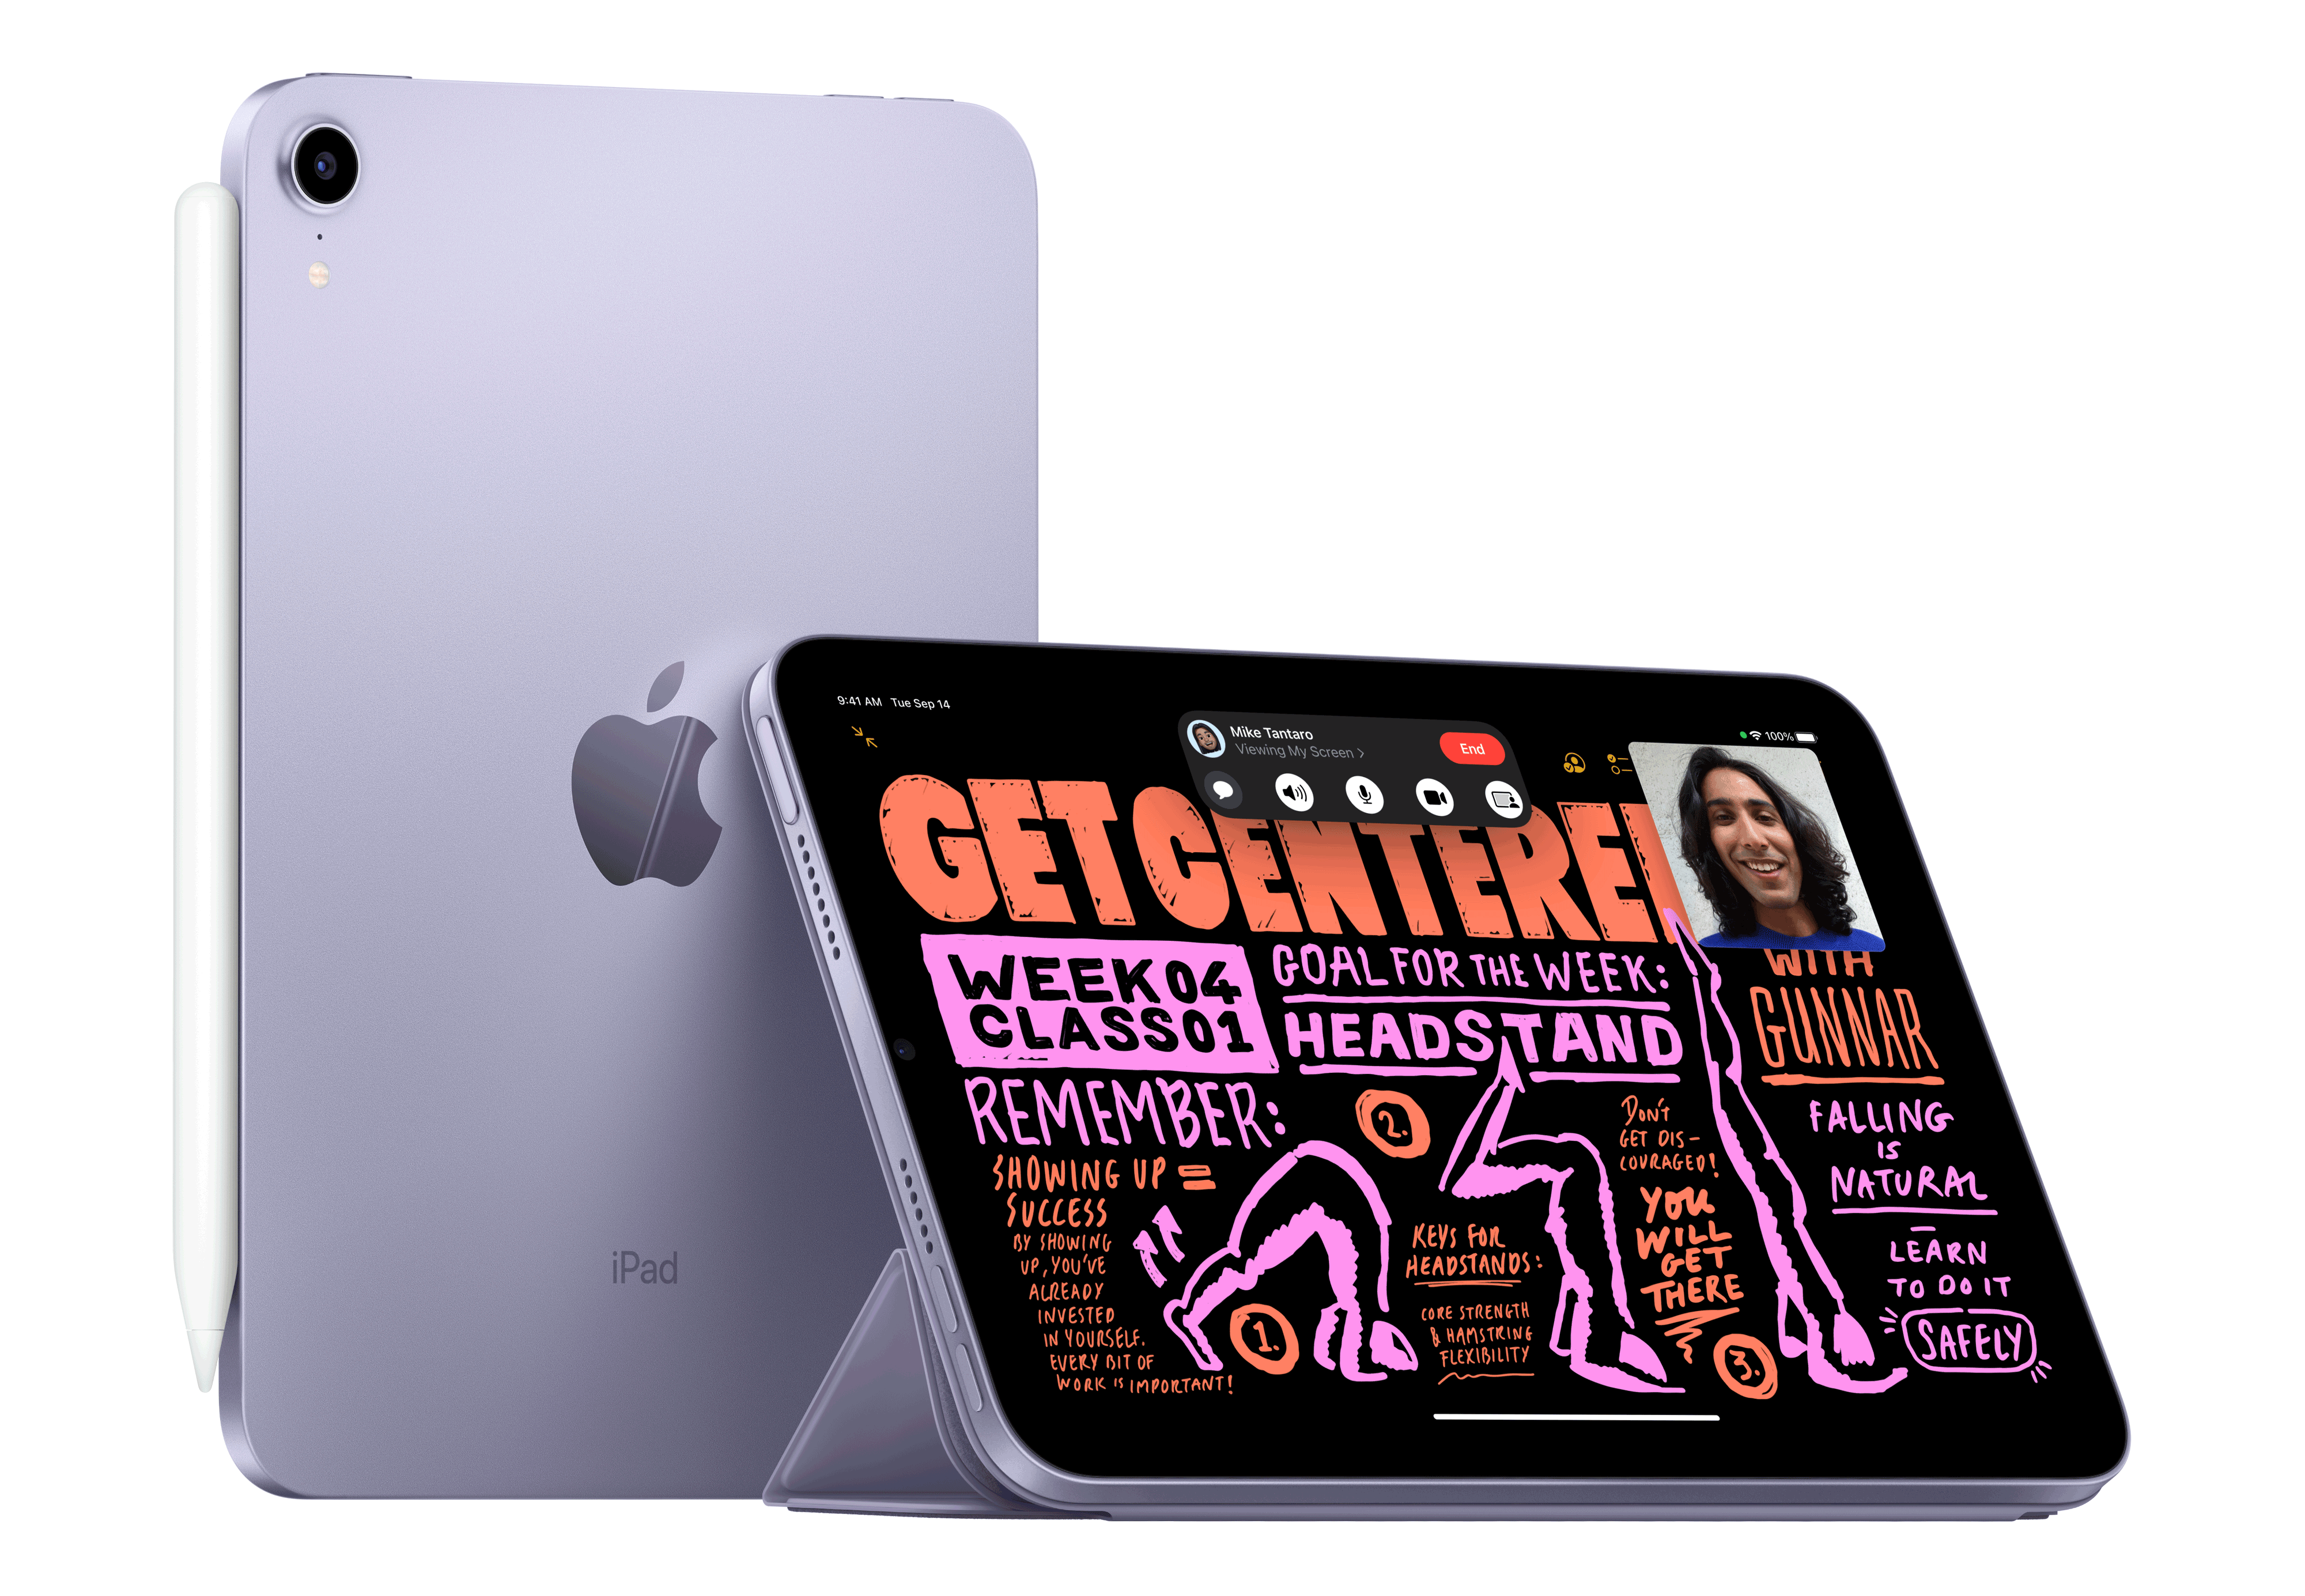 iPad
9:41 AM Tue Sep 14
100%
Mike Tantaro
Viewing My Screen >
End
GET CENTERE
WITH
GUNNAR
WEEK 04
CLASS 01
GOAL FOR THE WEEK:
HEADSTAND
REMEMBER:
SHOWING UP =
SUCCESS
BY SHOWING
UP, YOU'VE
ALREADY
INVESTED
IN YOURSELF.
EVERY BIT OF
WORK IS IMPORTANT!
1.
2.
KEYS FOR
HEADSTANDS:
CORE STRENGTH
& HAMSTRING
FLEXIBILITY
DON'T
GET DIS-
COURAGED!
YOU
WILL
GET
THERE
3.
FALLING
IS
NATURAL
–
LEARN
TO DO IT
SAFELY